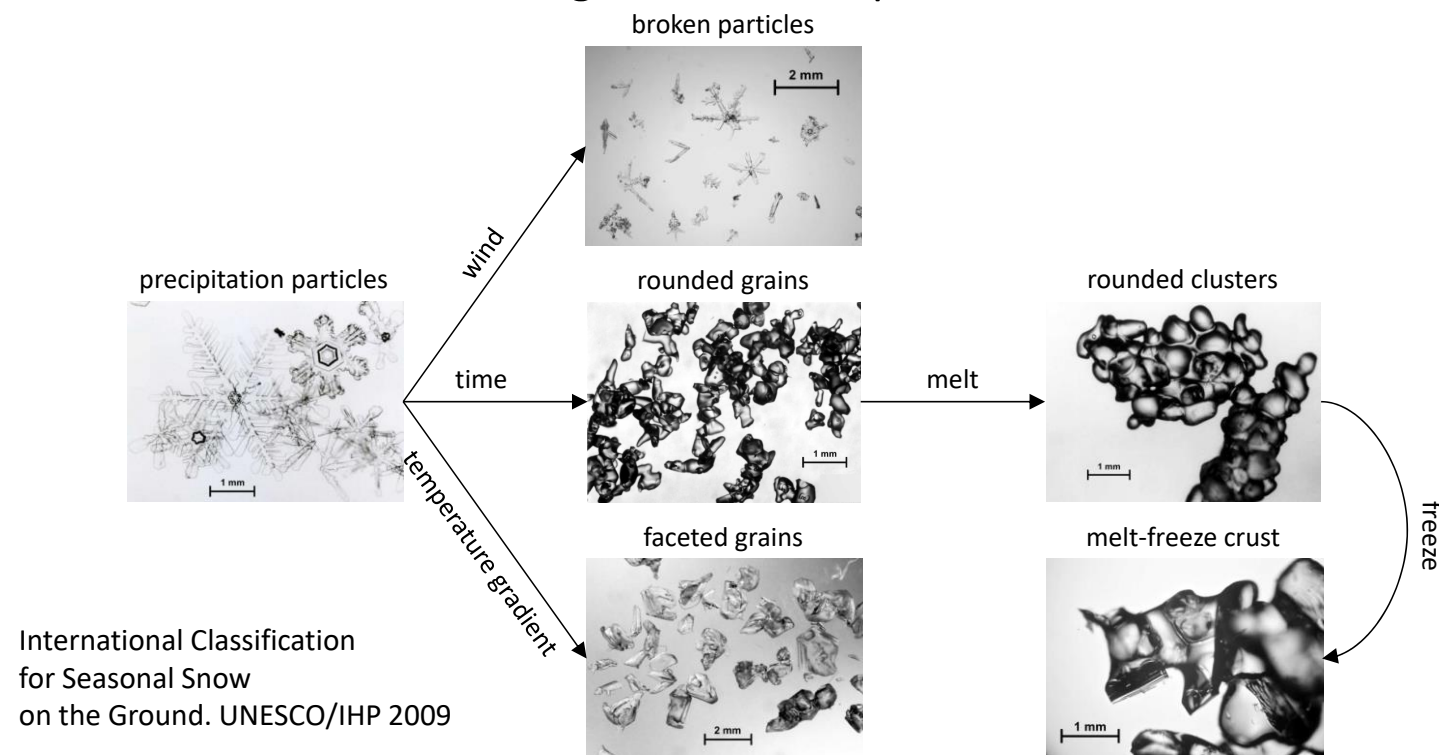 broken particles
2 mm
wind
precipitation particles
1 mm
time
rounded grains
1 mm
melt
rounded clusters
1 mm
temperature gradient
faceted grains
2 mm
freeze
melt-freeze crust
1 mm
International Classification
for Seasonal Snow
on the Ground. UNESCO/IHP 2009